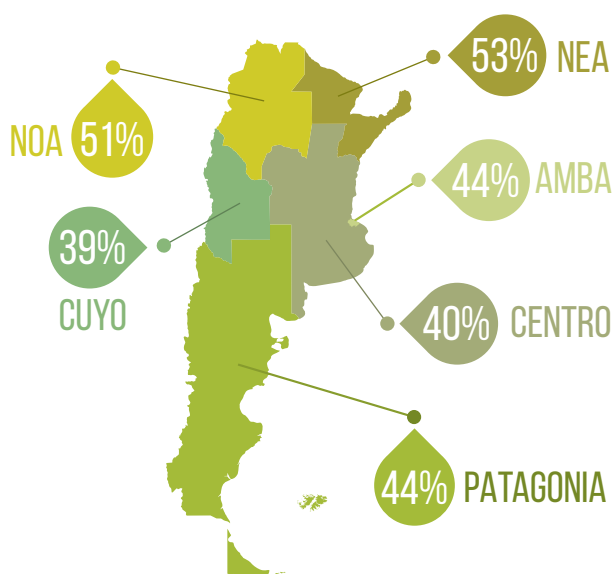 53% NEA
NOA 51%
44% AMBA
39%
CUYO
40% CENTRO
44% PATAGONIA